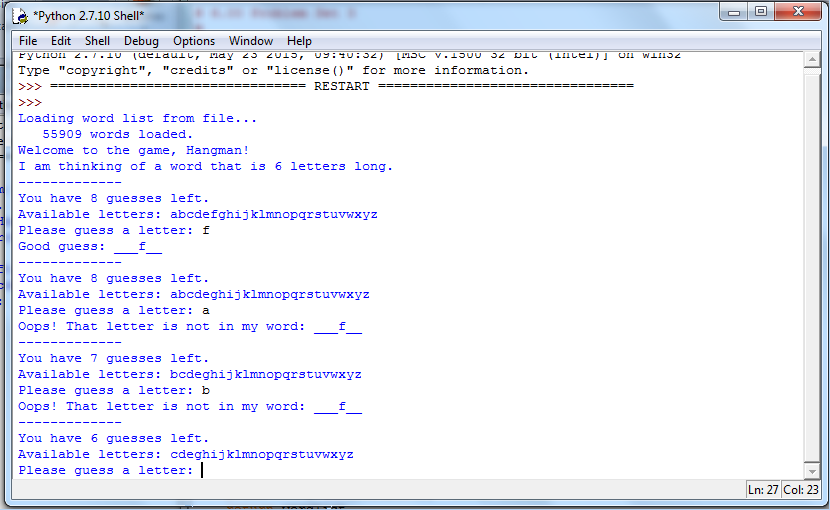 *Python 2.7.10 Shell*
File Edit Shell Debug Options Window Help
Python 2.7.10 (default, May 23 2015, 09:40:32) [MSC v.1500 32 bit (Intel)] on win32
Type "copyright", "credits" or "license()" for more information.
>>> ================================ RESTART ================================
>>>
Loading word list from file...
55909 words loaded.
Welcome to the game, Hangman!
I am thinking of a word that is 6 letters long.
-------------
You have 8 guesses left.
Available letters: abcdefghijklmnopqrstuvwxyz
Please guess a letter: f
Good guess: ___f__
-------------
You have 8 guesses left.
Available letters: abcdeghijklmnopqrstuvwxyz
Please guess a letter: a
Oops! That letter is not in my word: ___f__
-------------
You have 7 guesses left.
Available letters: bcdeghijklmnopqrstuvwxyz
Please guess a letter: b
Oops! That letter is not in my word: ___f__
-------------
You have 6 guesses left.
Available letters: cdeghijklmnopqrstuvwxyz
Please guess a letter:
Ln: 27 Col: 23